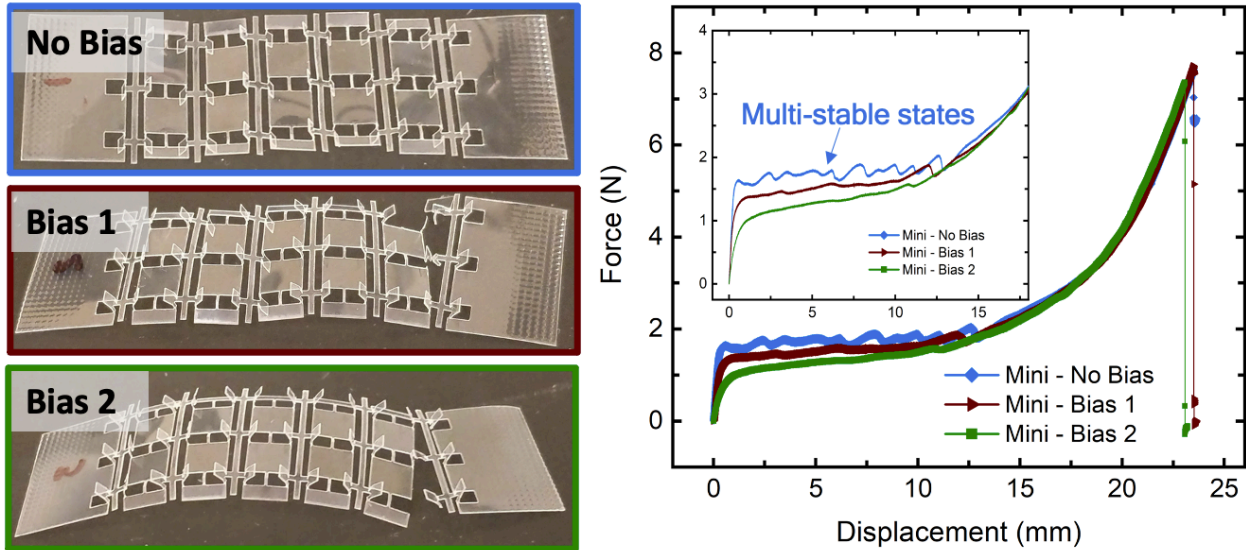 No Bias
Bias 1
Bias 2
Force (N)
8
6
4
2
0
0
5
10
15
20
25
Displacement (mm)
Mini - No Bias
Mini - Bias 1
Mini - Bias 2
4
3
2
1
0
0
5
10
15
Multi-stable states
Mini - No Bias
Mini - Bias 1
Mini - Bias 2